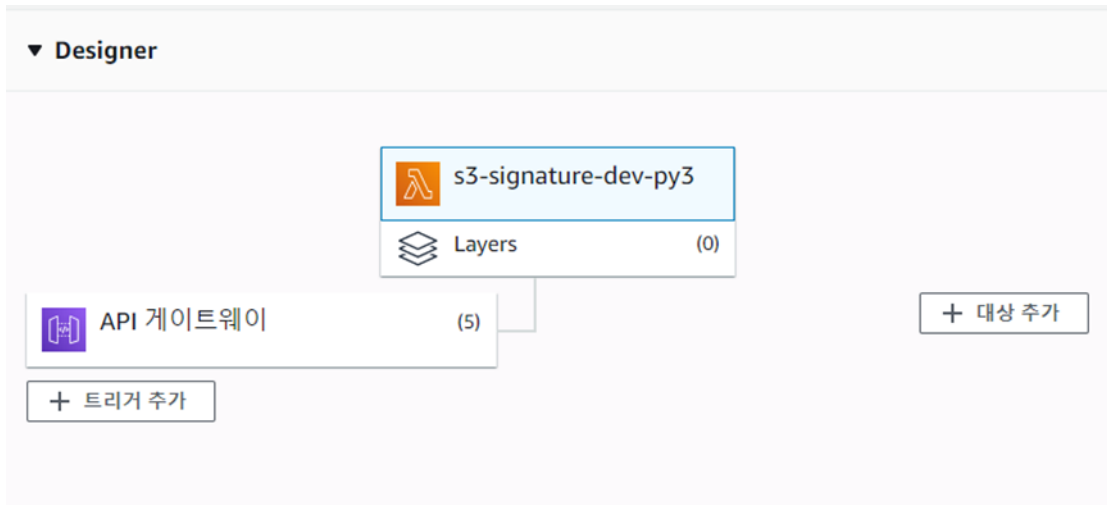 Designer
s3-signature-dev-py3
Layers (0)
API 게이트웨이 (5)
대상 추가
트리거 추가